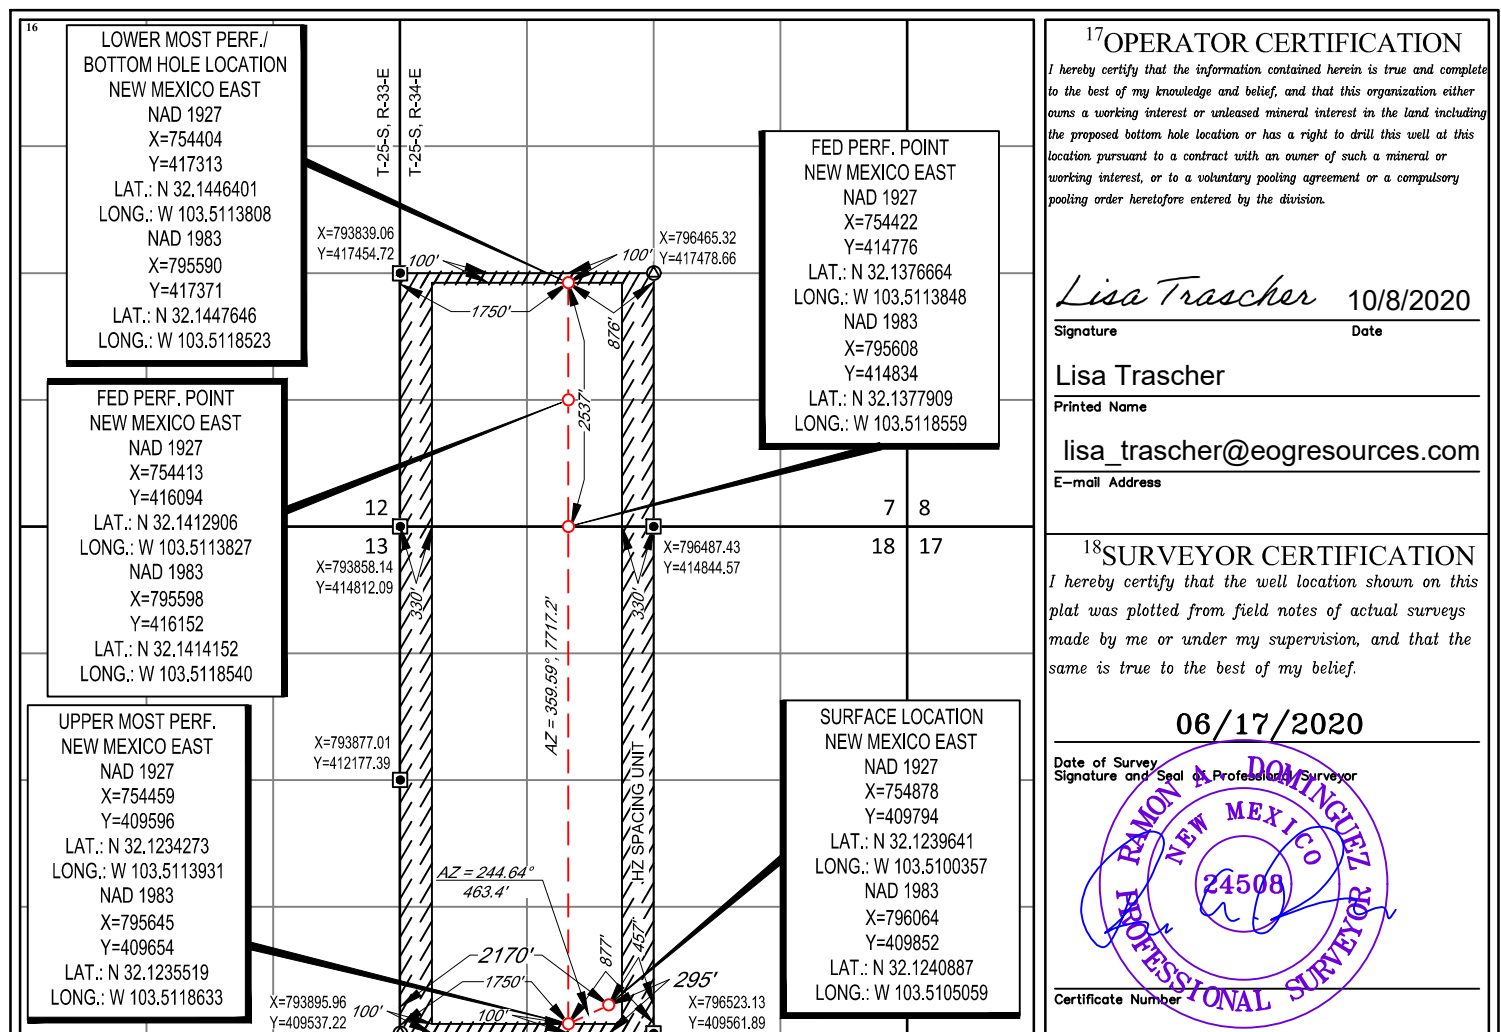 16
LOWER MOST PERF./
BOTTOM HOLE LOCATION
NEW MEXICO EAST
NAD 1927
X=754404
Y=417313
LAT.: N 32.1446401
LONG.: W 103.5113808
NAD 1983
X=795590
Y=417371
LAT.: N 32.1447646
LONG.: W 103.5118523
FED PERF. POINT
NEW MEXICO EAST
NAD 1927
X=754413
Y=416094
LAT.: N 32.1412906
LONG.: W 103.5113827
NAD 1983
X=795598
Y=416152
LAT.: N 32.1414152
LONG.: W 103.5118540
UPPER MOST PERF.
NEW MEXICO EAST
NAD 1927
X=754459
Y=409596
LAT.: N 32.1234273
LONG.: W 103.5113931
NAD 1983
X=795645
Y=409654
LAT.: N 32.1235519
LONG.: W 103.5118633
T-25-S, R-33-E
T-25-S, R-34-E
X=793839.06
Y=417454.72
100'
100'
X=796465.32
Y=417478.66
1750'
876'
2537'
12
13
7
8
18
17
X=793858.14
Y=414812.09
330'
330'
X=796487.43
Y=414844.57
AZ = 359.59°, 7717.2'
X=793877.01
Y=412177.39
HZ SPACING UNIT
AZ = 244.64°
463.4'
2170'
1750'
877'
457'
295'
X=793895.96
Y=409537.22
100'
100'
X=796523.13
Y=409561.89
FED PERF. POINT
NEW MEXICO EAST
NAD 1927
X=754422
Y=414776
LAT.: N 32.1376664
LONG.: W 103.5113848
NAD 1983
X=795608
Y=414834
LAT.: N 32.1377909
LONG.: W 103.5118559
SURFACE LOCATION
NEW MEXICO EAST
NAD 1927
X=754878
Y=409794
LAT.: N 32.1239641
LONG.: W 103.5100357
NAD 1983
X=796064
Y=409852
LAT.: N 32.1240887
LONG.: W 103.5105059
17OPERATOR CERTIFICATION
I hereby certify that the information contained herein is true and complete
to the best of my knowledge and belief, and that this organization either
owns a working interest or unleased mineral interest in the land including
the proposed bottom hole location or has a right to drill this well at this
location pursuant to a contract with an owner of such a mineral or
working interest, or to a voluntary pooling agreement or a compulsory
pooling order heretofore entered by the division.
Lisa Trascher 10/8/2020
Signature Date
Lisa Trascher
Printed Name
lisa_trascher@eogresources.com
E-mail Address
18SURVEYOR CERTIFICATION
I hereby certify that the well location shown on this
plat was plotted from field notes of actual surveys
made by me or under my supervision, and that the
same is true to the best of my belief.
06/17/2020
Date of Survey
Signature and Seal of Professional Surveyor
RAMON A. DOMINGUEZ
NEW MEXICO
24508
PROFESSIONAL SURVEYOR
Certificate Number